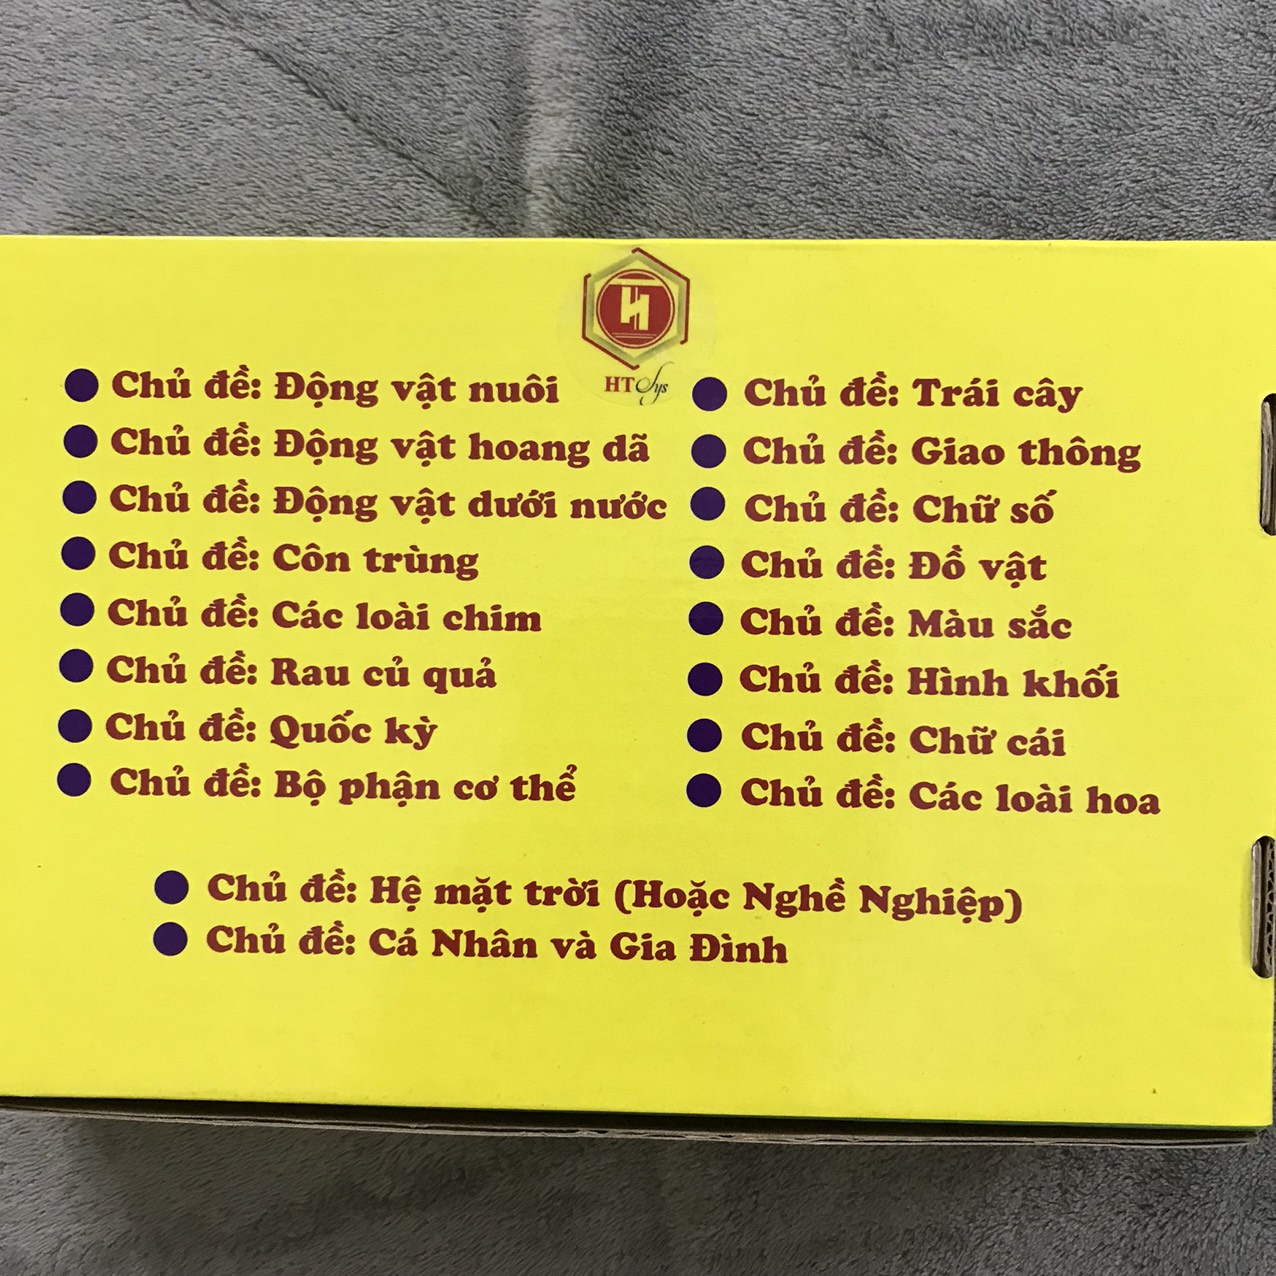 HT Sys
Chủ đề: Động vật nuôi
Chủ đề: Động vật hoang dã
Chủ đề: Động vật dưới nước
Chủ đề: Côn trùng
Chủ đề: Các loài chim
Chủ đề: Rau củ quả
Chủ đề: Quốc kỳ
Chủ đề: Bộ phận cơ thể
Chủ đề: Trái cây
Chủ đề: Giao thông
Chủ đề: Chữ số
Chủ đề: Đồ vật
Chủ đề: Màu sắc
Chủ đề: Hình khối
Chủ đề: Chữ cái
Chủ đề: Các loài hoa
Chủ đề: Hệ mặt trời (Hoặc Nghề Nghiệp)
Chủ đề: Cá Nhân và Gia Đình